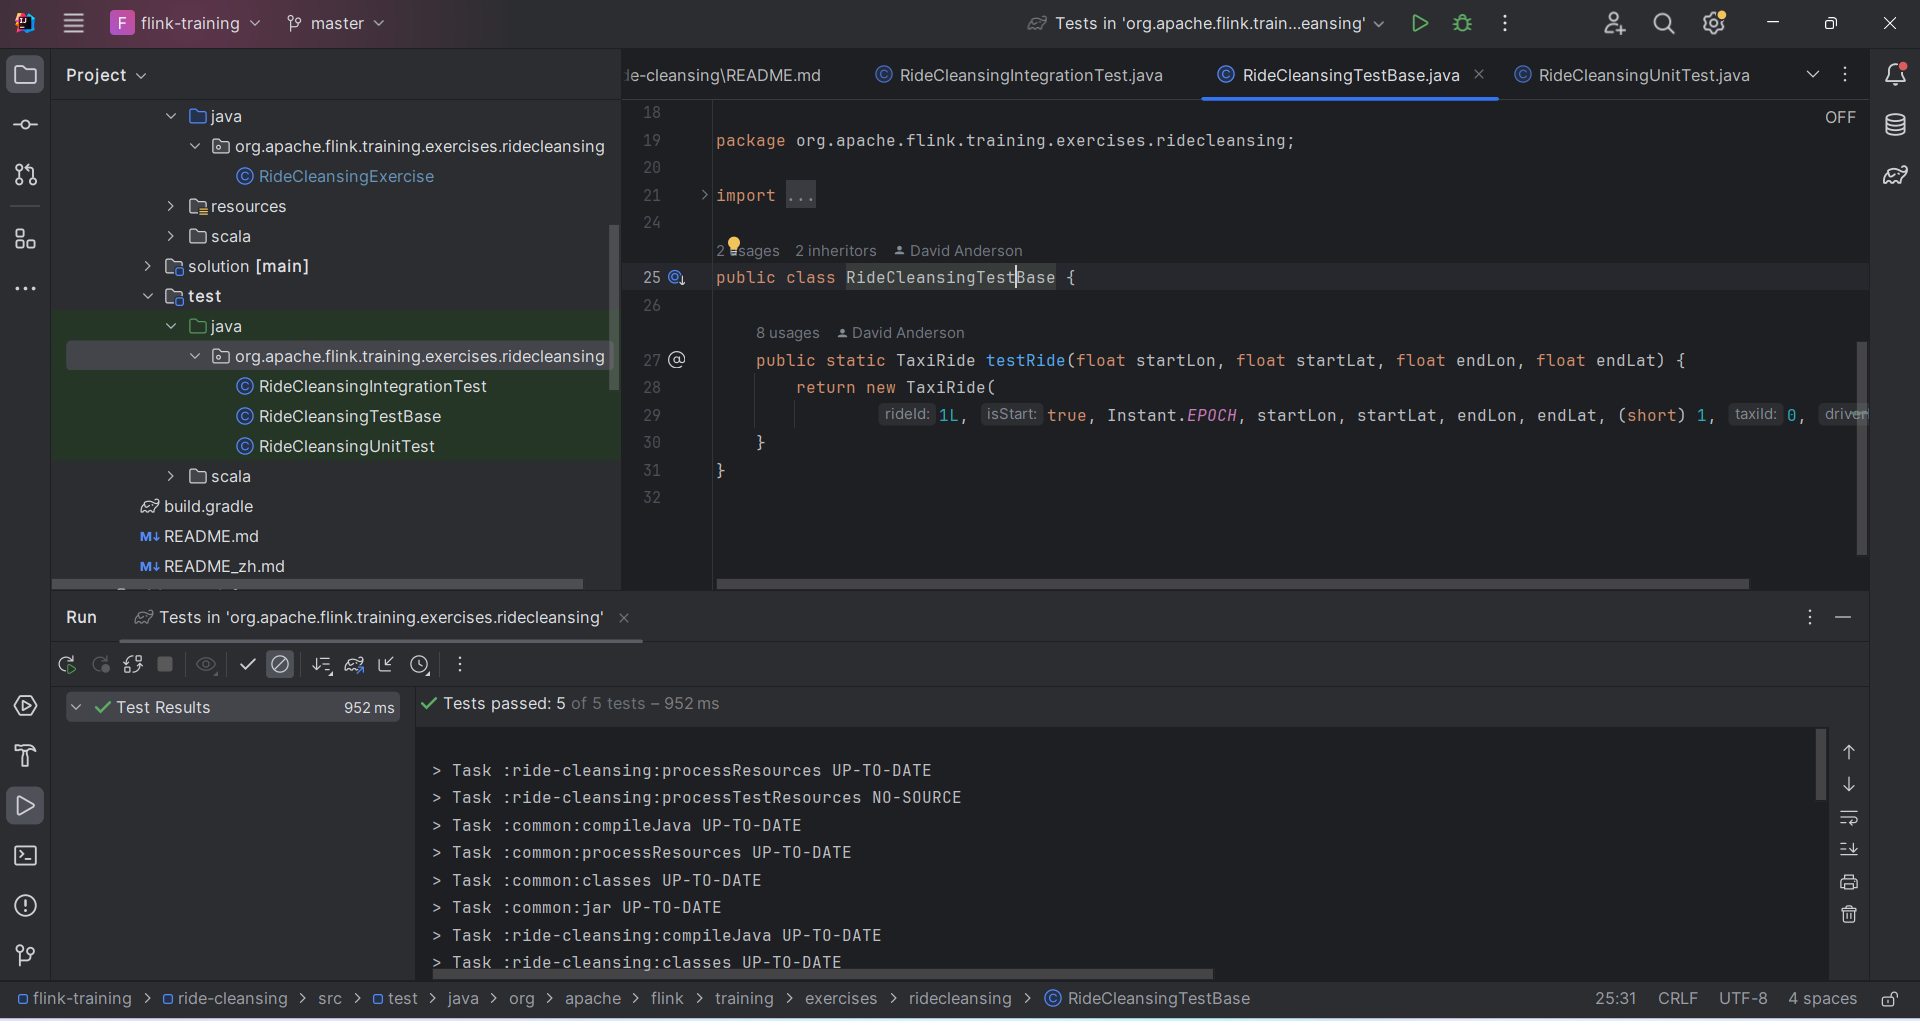 F flink-training master Tests in 'org.apache.flink.train...eansing'
Project
java
org.apache.flink.training.exercises.ridecleansing
RideCleansingExercise
resources
scala
solution [main]
test
java
org.apache.flink.training.exercises.ridecleansing
RideCleansingIntegrationTest
RideCleansingTestBase
RideCleansingUnitTest
scala
build.gradle
M↓ README.md
M↓ README_zh.md
de-cleansing\README.md RideCleansingIntegrationTest.java RideCleansingTestBase.java RideCleansingUnitTest.java
OFF
18
19 package org.apache.flink.training.exercises.ridecleansing;
20
21 import ...
24
2 usages 2 inheritors David Anderson
25 public class RideCleansingTestBase {
26
8 usages David Anderson
27 @ public static TaxiRide testRide(float startLon, float startLat, float endLon, float endLat) {
28 return new TaxiRide(
29 rideId: 1L, isStart: true, Instant.EPOCH, startLon, startLat, endLon, endLat, (short) 1, taxiId: 0, driver
30 }
31 }
32
Run Tests in 'org.apache.flink.training.exercises.ridecleansing'
Test Results 952 ms
Tests passed: 5 of 5 tests – 952 ms
> Task :ride-cleansing:processResources UP-TO-DATE
> Task :ride-cleansing:processTestResources NO-SOURCE
> Task :common:compileJava UP-TO-DATE
> Task :common:processResources UP-TO-DATE
> Task :common:classes UP-TO-DATE
> Task :common:jar UP-TO-DATE
> Task :ride-cleansing:compileJava UP-TO-DATE
> Task :ride-cleansing:classes UP-TO-DATE
flink-training > ride-cleansing > src > test > java > org > apache > flink > training > exercises > ridecleansing > RideCleansingTestBase
25:31 CRLF UTF-8 4 spaces